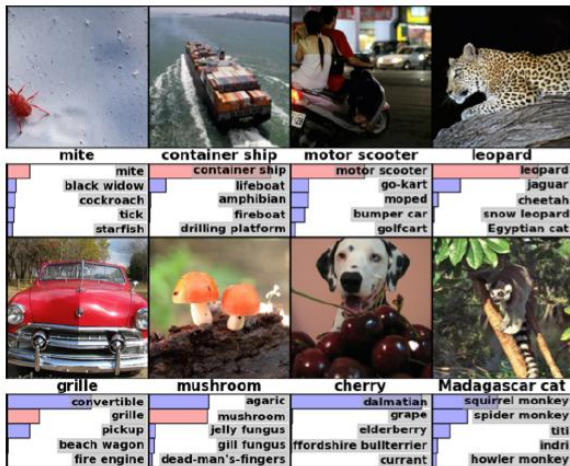 mite
container ship
motor scooter
leopard
mite
black widow
cockroach
tick
starfish
container ship
lifeboat
amphibian
fireboat
drilling platform
motor scooter
go-kart
moped
bumper car
golfcart
leopard
jaguar
cheetah
snow leopard
Egyptian cat
grille
mushroom
cherry
Madagascar cat
convertible
grille
pickup
beach wagon
fire engine
agaric
mushroom
jelly fungus
gill fungus
dead-man's-fingers
dalmatian
grape
elderberry
ffordshire bullterrier
currant
squirrel monkey
spider monkey
titi
indri
howler monkey